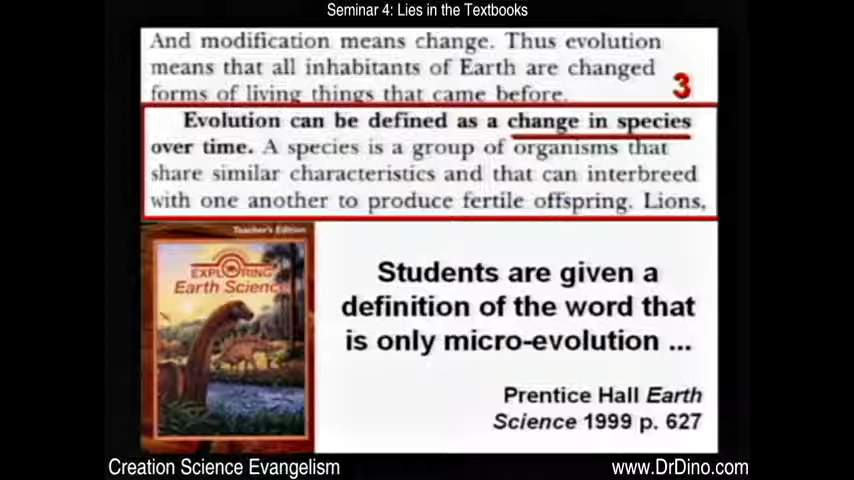 Seminar 4: Lies in the Textbooks
And modification means change. Thus evolution
means that all inhabitants of Earth are changed
forms of living things that came before.
3
Evolution can be defined as a change in species
over time. A species is a group of organisms that
share similar characteristics and that can interbreed
with one another to produce fertile offspring. Lions,
Teacher's Edition
EXPLORING
Earth Science
Students are given a
definition of the word that
is only micro-evolution ...
Prentice Hall Earth
Science 1999 p. 627
Creation Science Evangelism
www.DrDino.com